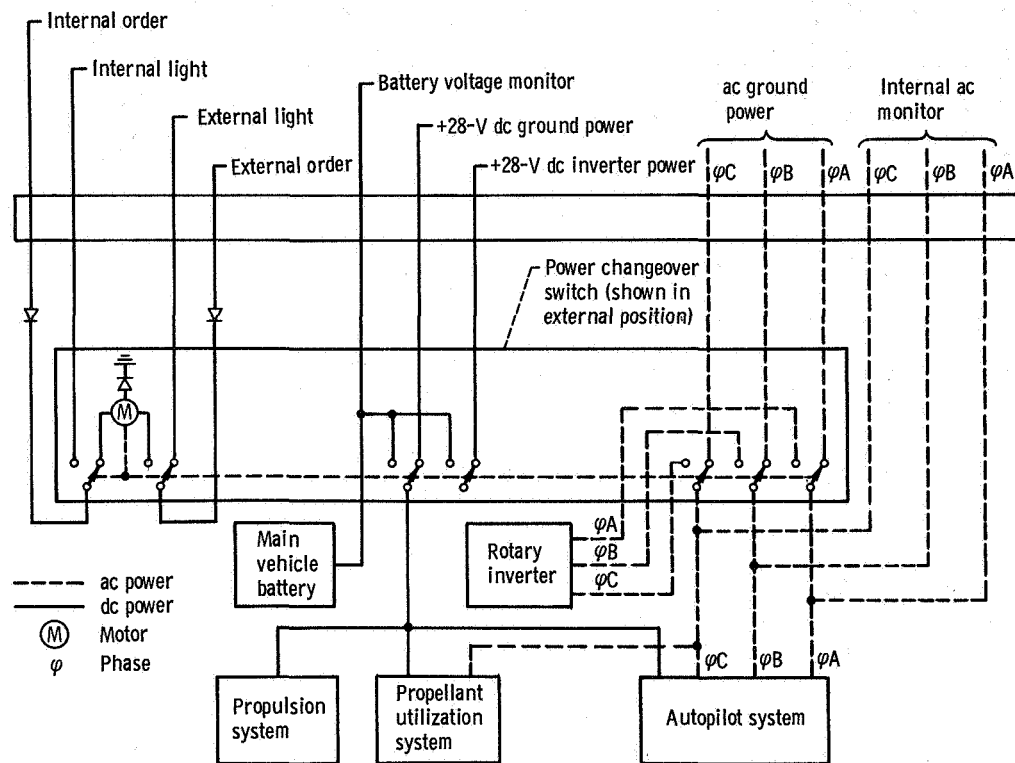 Internal order
Internal light
External light
External order
Battery voltage monitor
+28-V dc ground power
+28-V dc inverter power
ac ground
power
Internal ac
monitor
φC
φB
φA
φC
φB
φA
Power changeover
switch (shown in
external position)
M
Main
vehicle
battery
Rotary
inverter
φA
φB
φC
ac power
dc power
M Motor
φ Phase
φC
φB
φA
Propulsion
system
Propellant
utilization
system
Autopilot system